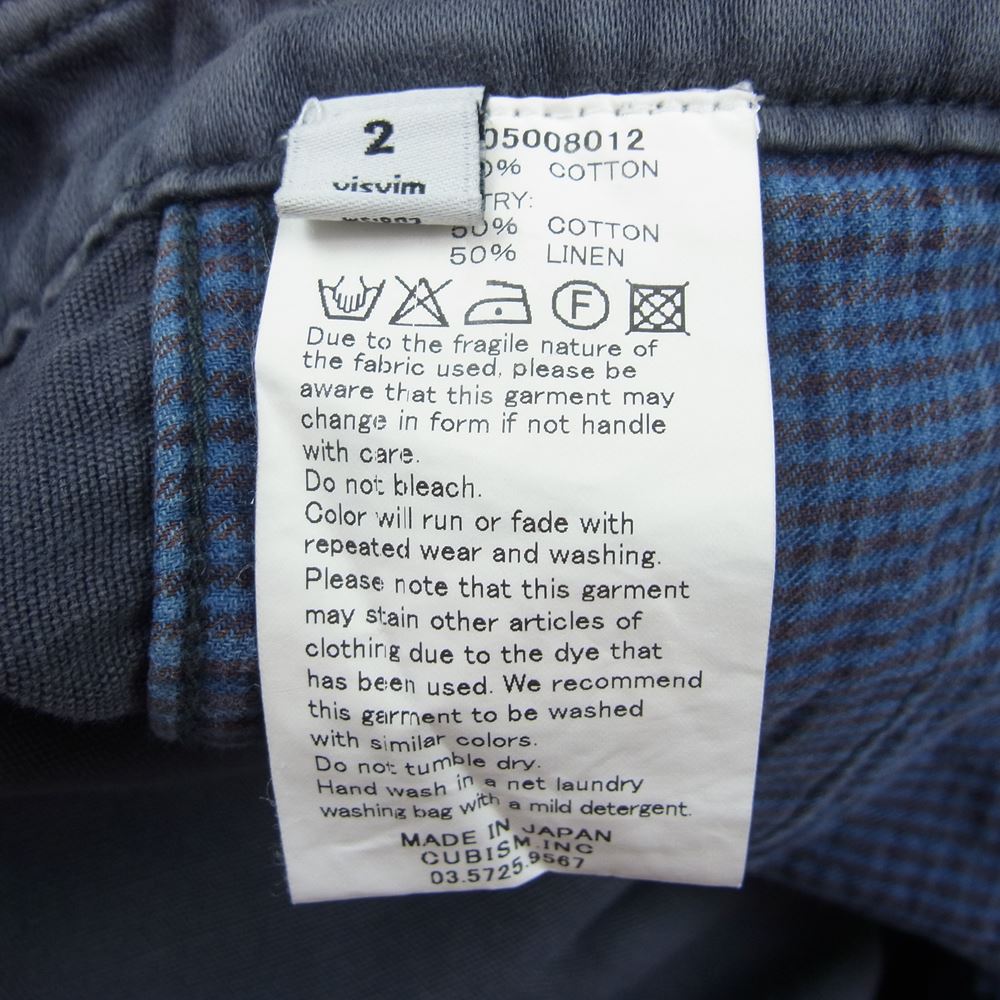 2
visvim
05008012
0% COTTON
TRY:
50% COTTON
50% LINEN
F
Due to the fragile nature of
the fabric used, please be
aware that this garment may
change in form if not handle
with care.
Do not bleach.
Color will run or fade with
repeated wear and washing.
Please note that this garment
may stain other articles of
clothing due to the dye that
has been used. We recommend
this garment to be washed
with similar colors.
Do not tumble dry.
Hand wash in a net laundry
washing bag with a mild detergent.
MADE IN JAPAN
CUBISM.INC
03.5725.9567